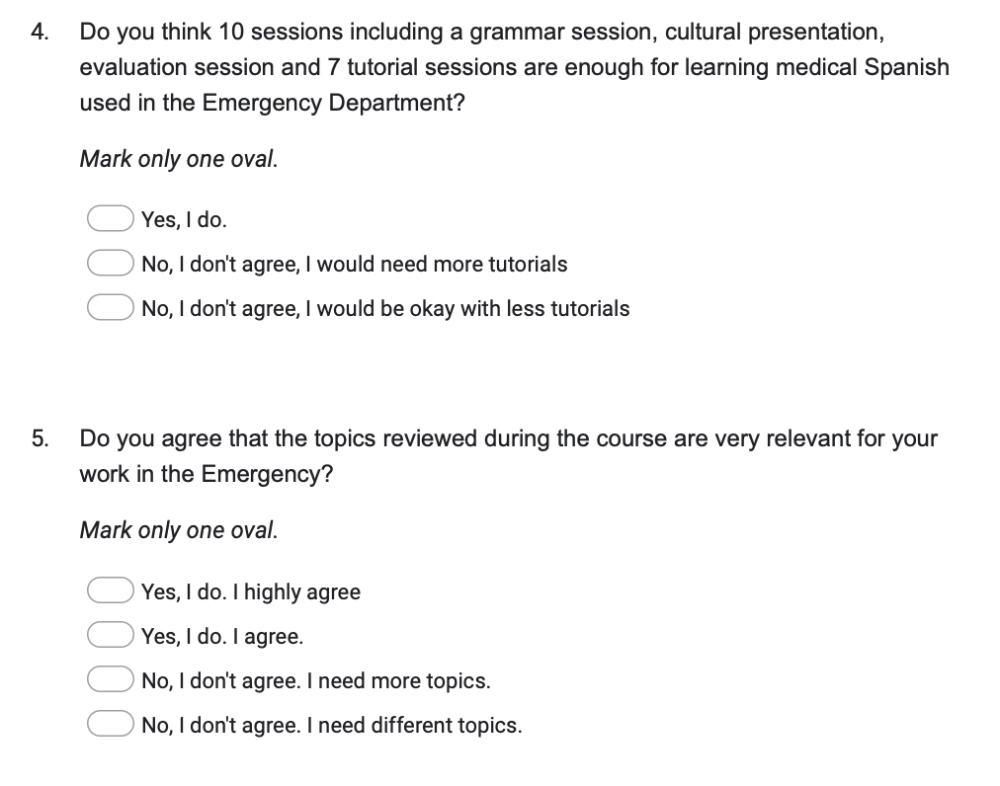 4. Do you think 10 sessions including a grammar session, cultural presentation,
evaluation session and 7 tutorial sessions are enough for learning medical Spanish
used in the Emergency Department?
Mark only one oval.
Yes, I do.
No, I don't agree, I would need more tutorials
No, I don't agree, I would be okay with less tutorials
5. Do you agree that the topics reviewed during the course are very relevant for your
work in the Emergency?
Mark only one oval.
Yes, I do. I highly agree
Yes, I do. I agree.
No, I don't agree. I need more topics.
No, I don't agree. I need different topics.